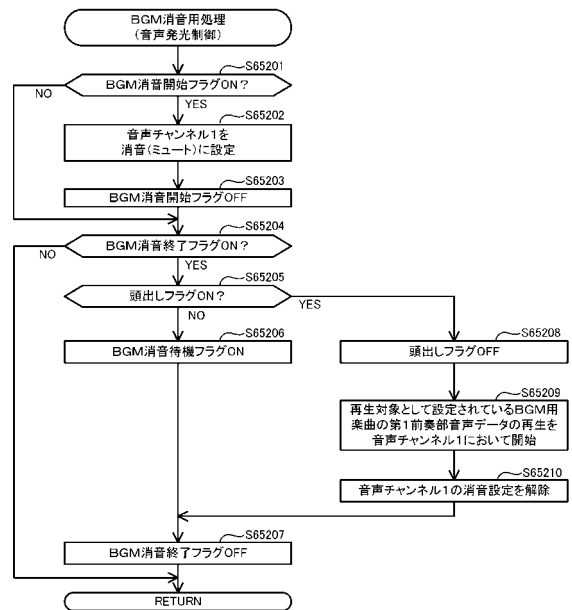 BGM消音用処理
(音声発光制御)
S65201
BGM消音開始フラグON?
NO
YES
S65202
音声チャンネル1を
消音(ミュート)に設定
S65203
BGM消音開始フラグOFF
S65204
BGM消音終了フラグON?
NO
YES
S65205
頭出しフラグON?
YES
NO
S65206
BGM消音待機フラグON
S65208
頭出しフラグOFF
S65209
再生対象として設定されているBGM用
楽曲の第1前奏部音声データの再生を
音声チャンネル1において開始
S65210
音声チャンネル1の消音設定を解除
S65207
BGM消音終了フラグOFF
RETURN